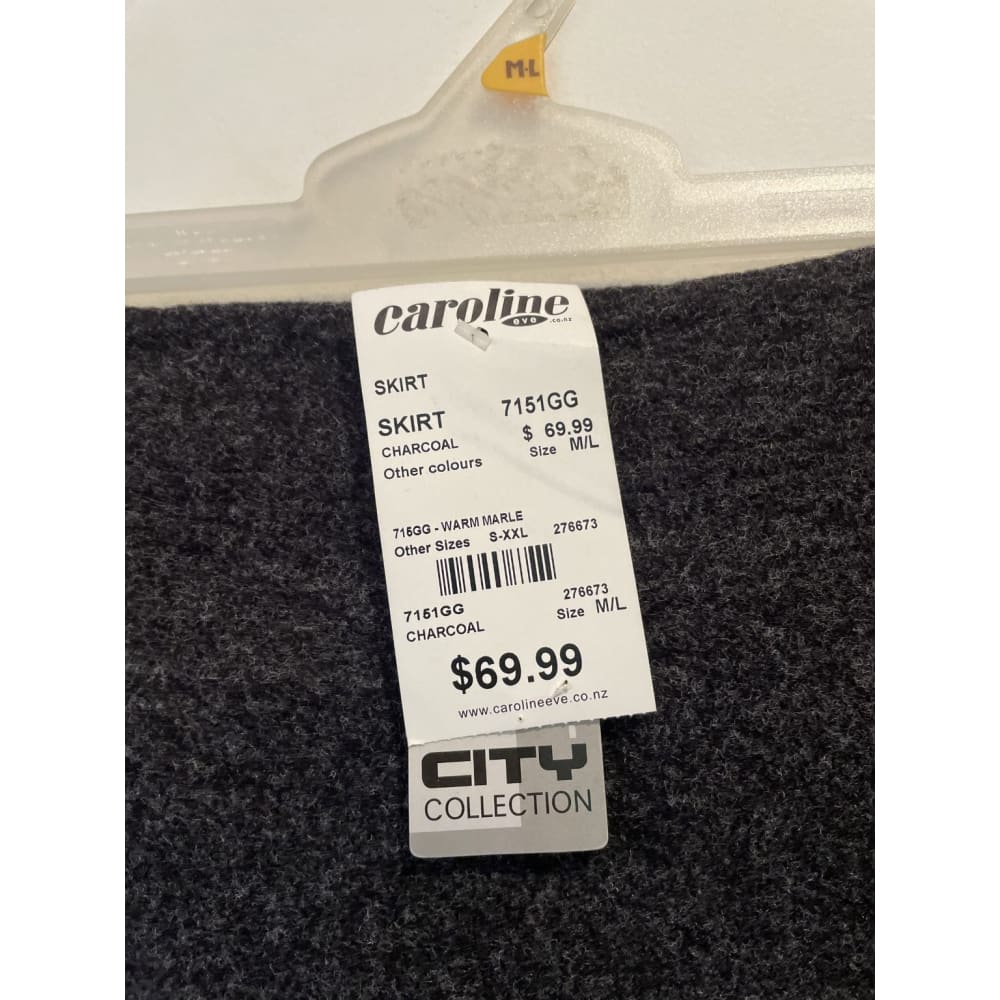 M-L
caroline
eve .co.nz
SKIRT
SKIRT 7151GG
CHARCOAL $ 69.99
Other colours Size M/L
715GG - WARM MARLE
Other Sizes S-XXL 276673
7151GG 276673
CHARCOAL Size M/L
$69.99
www.carolineeve.co.nz
CITY
COLLECTION